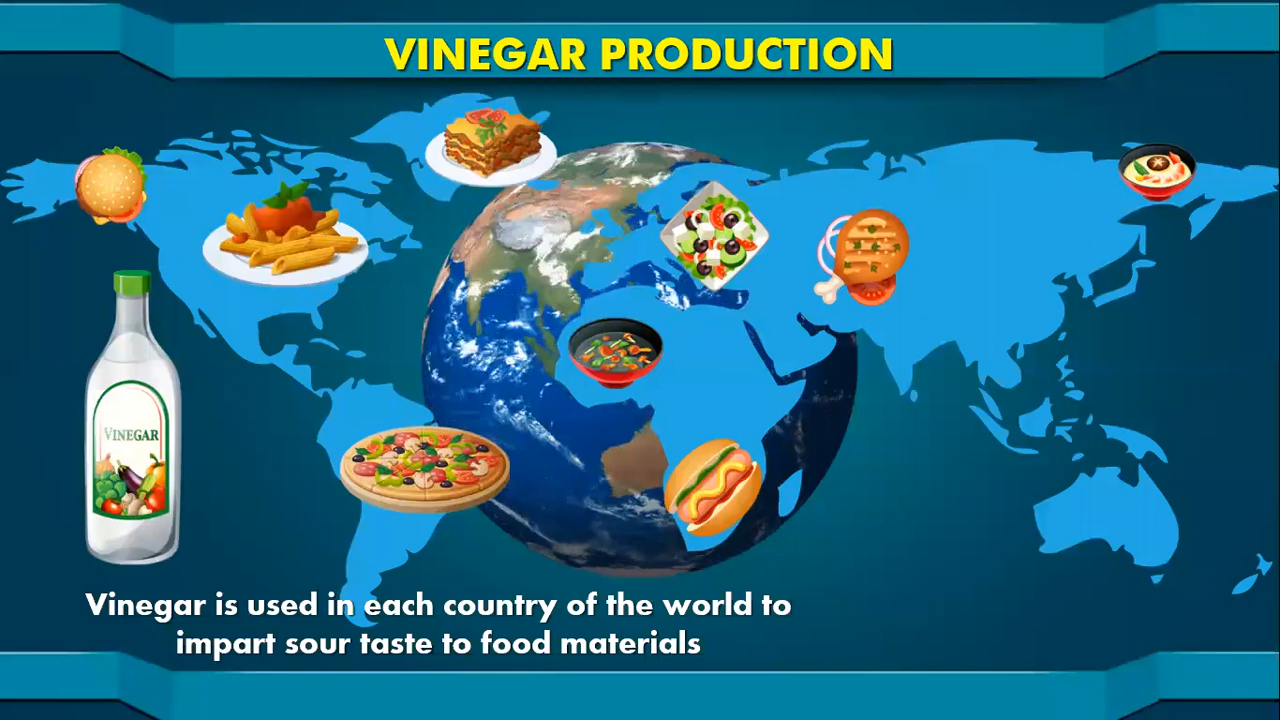 VINEGAR PRODUCTION
VINEGAR
Vinegar is used in each country of the world to
impart sour taste to food materials